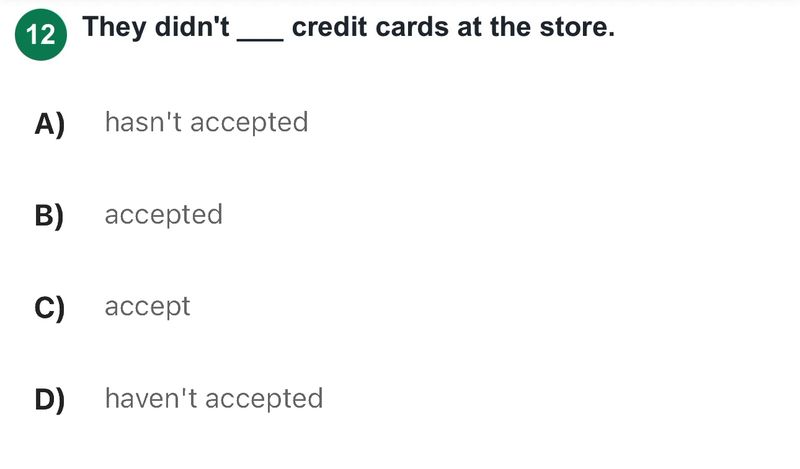 12 They didn't ___ credit cards at the store.
A) hasn't accepted
B) accepted
C) accept
D) haven't accepted